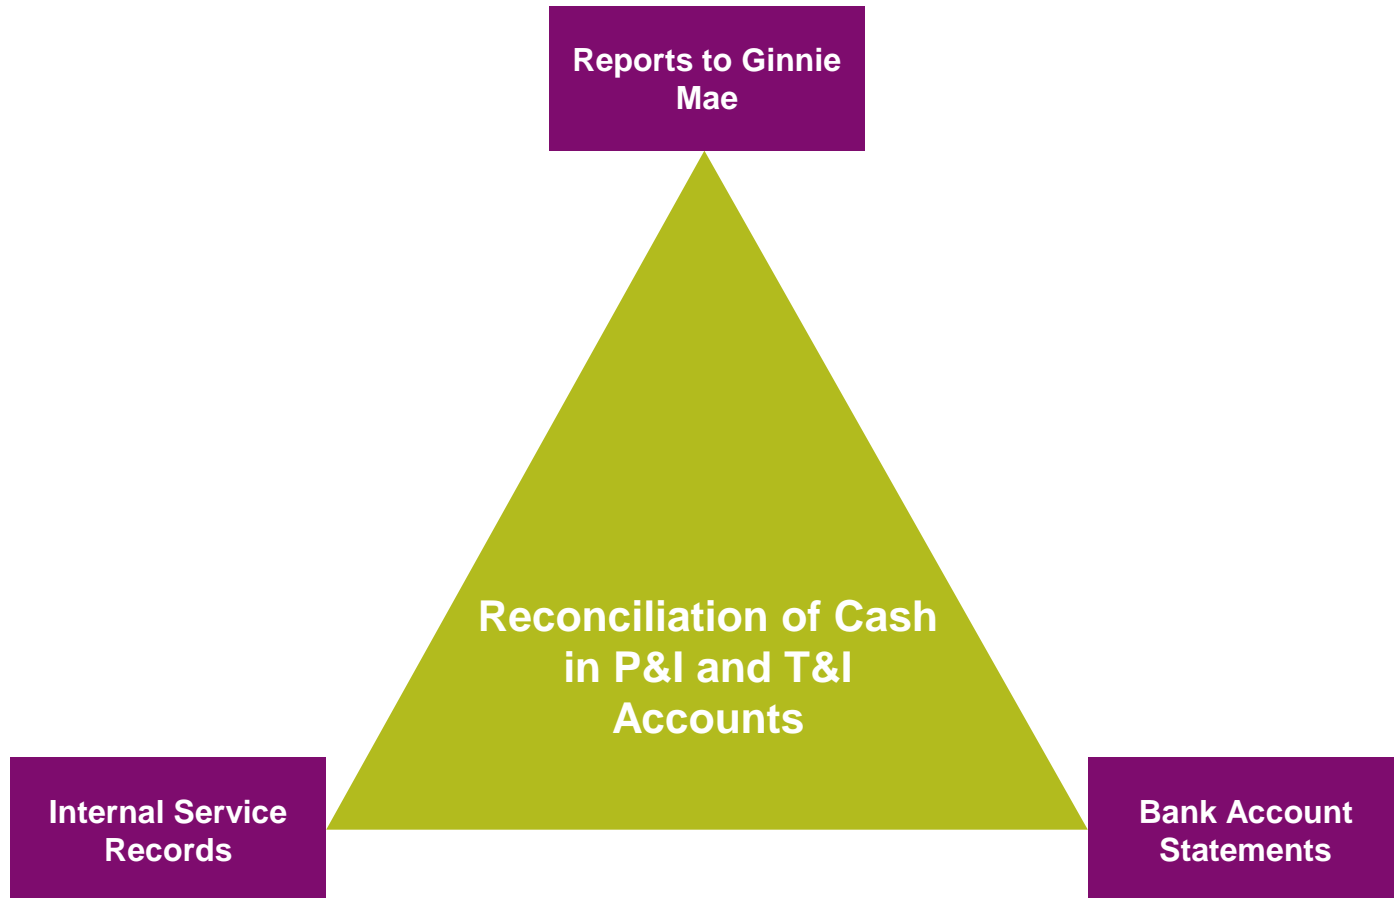 Reports to Ginnie
Mae
Reconciliation of Cash
in P&I and T&I
Accounts
Internal Service
Records
Bank Account
Statements